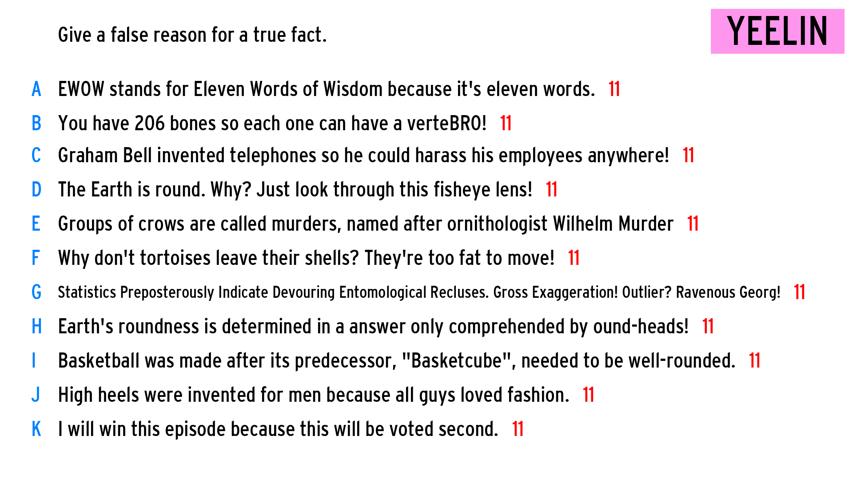 Give a false reason for a true fact.
YEELIN
A EWOW stands for Eleven Words of Wisdom because it's eleven words. 11
B You have 206 bones so each one can have a verteBRO! 11
C Graham Bell invented telephones so he could harass his employees anywhere! 11
D The Earth is round. Why? Just look through this fisheye lens! 11
E Groups of crows are called murders, named after ornithologist Wilhelm Murder 11
F Why don't tortoises leave their shells? They're too fat to move! 11
G Statistics Preposterously Indicate Devouring Entomological Recluses. Gross Exaggeration! Outlier? Ravenous Georg! 11
H Earth's roundness is determined in a answer only comprehended by ound-heads! 11
I Basketball was made after its predecessor, "Basketcube", needed to be well-rounded. 11
J High heels were invented for men because all guys loved fashion. 11
K I will win this episode because this will be voted second. 11